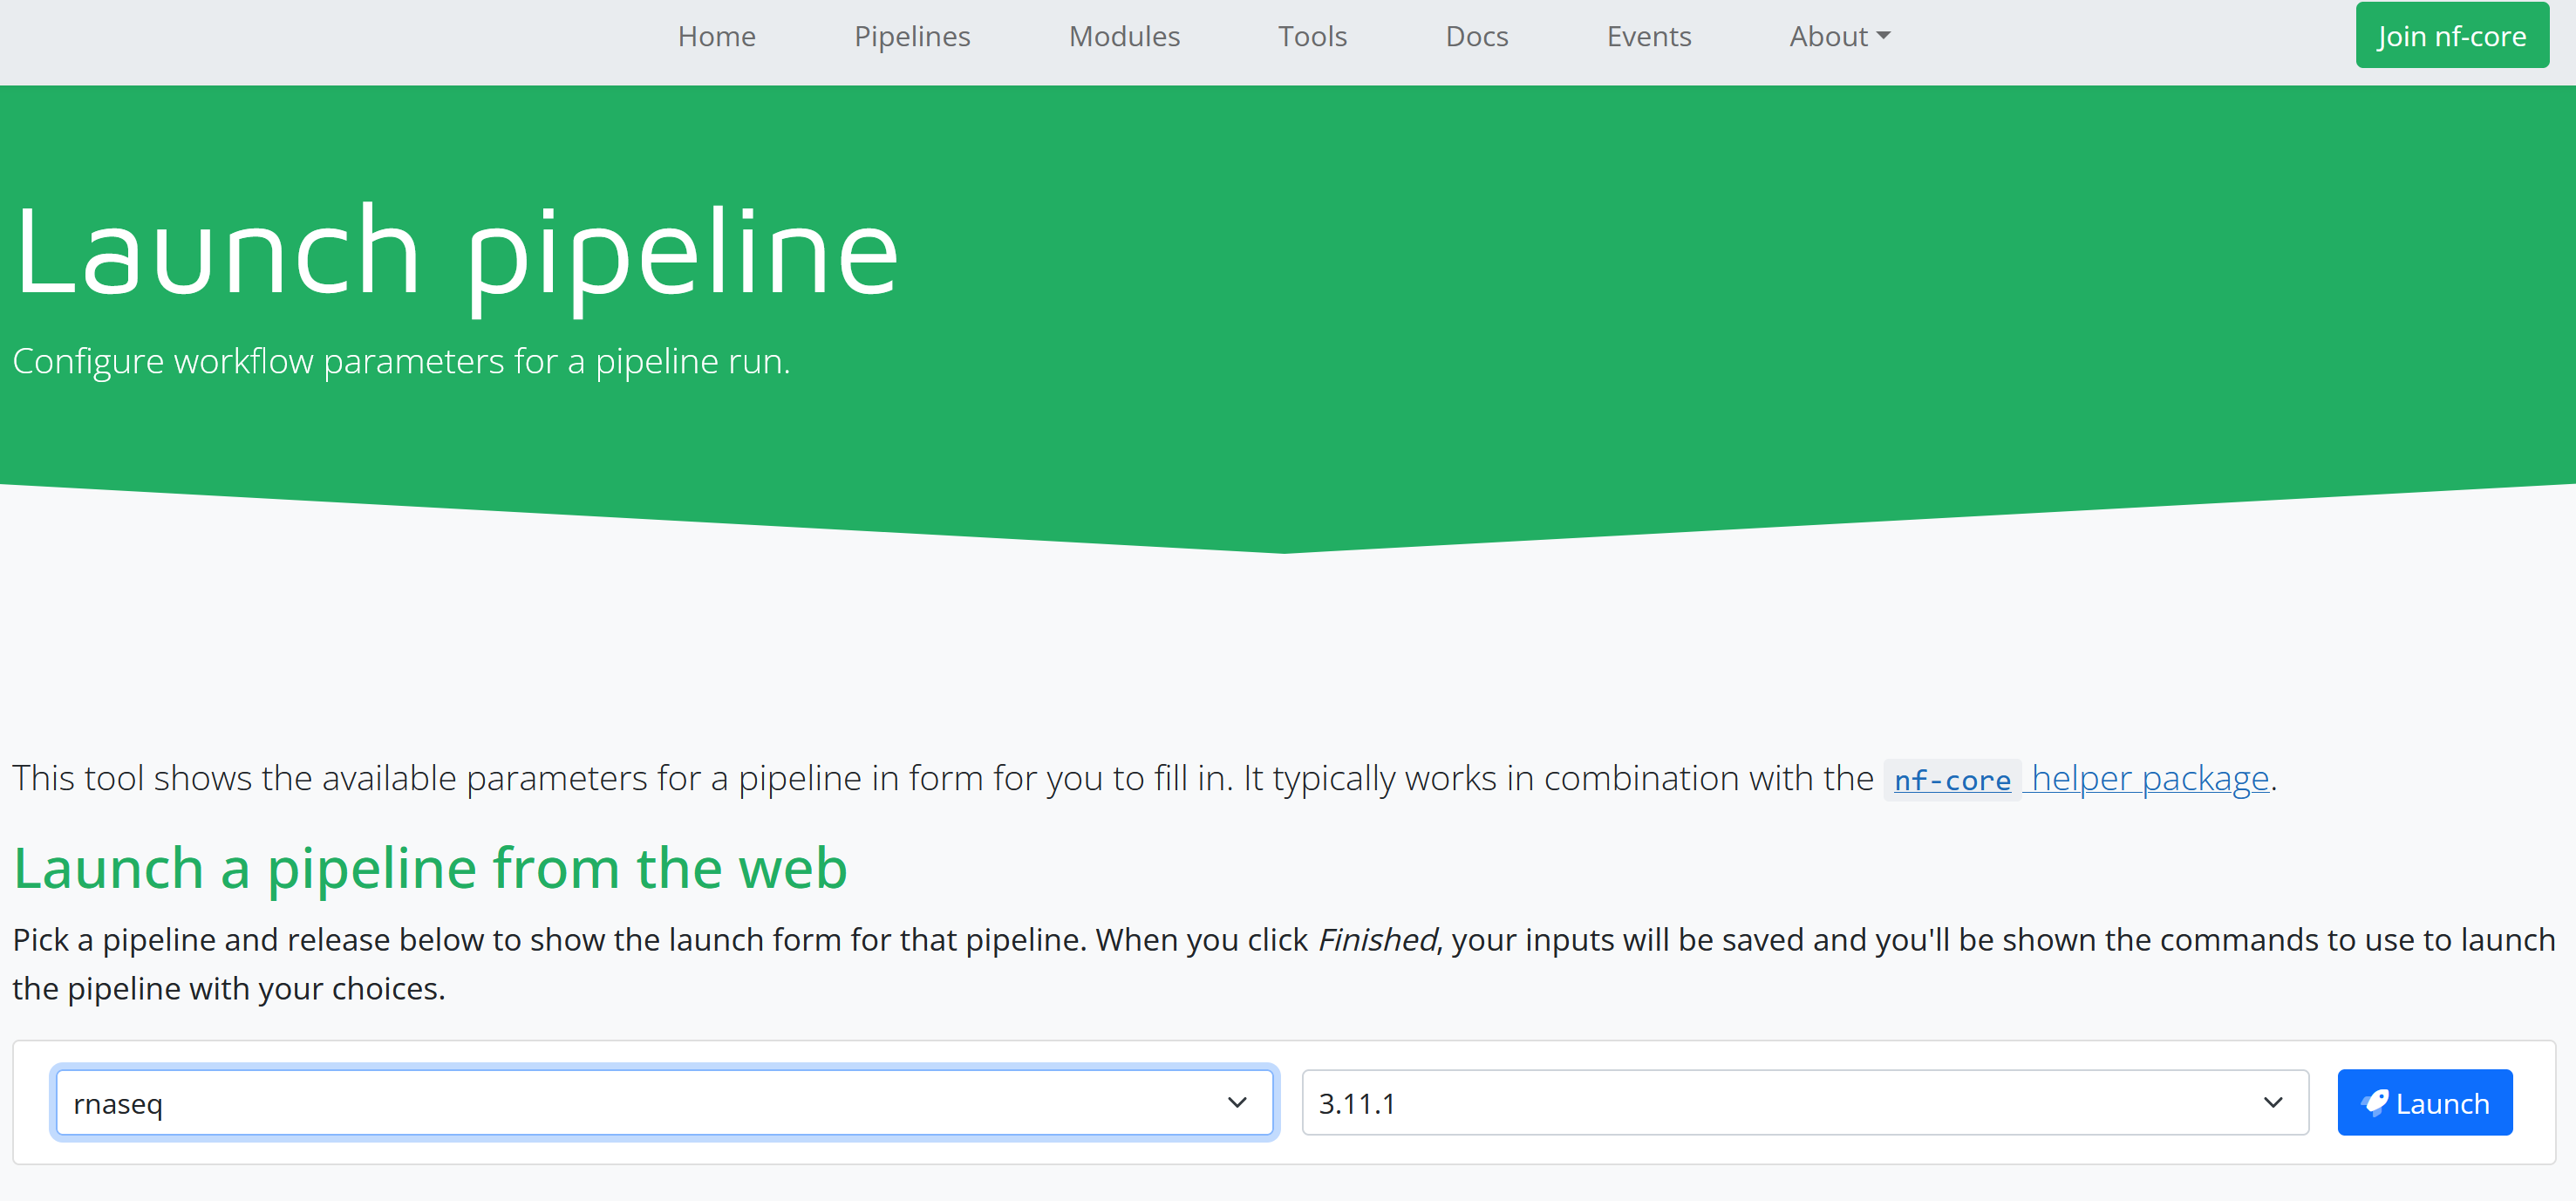 Home Pipelines Modules Tools Docs Events About Join nf-core
Launch pipeline
Configure workflow parameters for a pipeline run.
This tool shows the available parameters for a pipeline in form for you to fill in. It typically works in combination with the nf-core helper package.
Launch a pipeline from the web
Pick a pipeline and release below to show the launch form for that pipeline. When you click Finished, your inputs will be saved and you'll be shown the commands to use to launch
the pipeline with your choices.
rnaseq 3.11.1 Launch